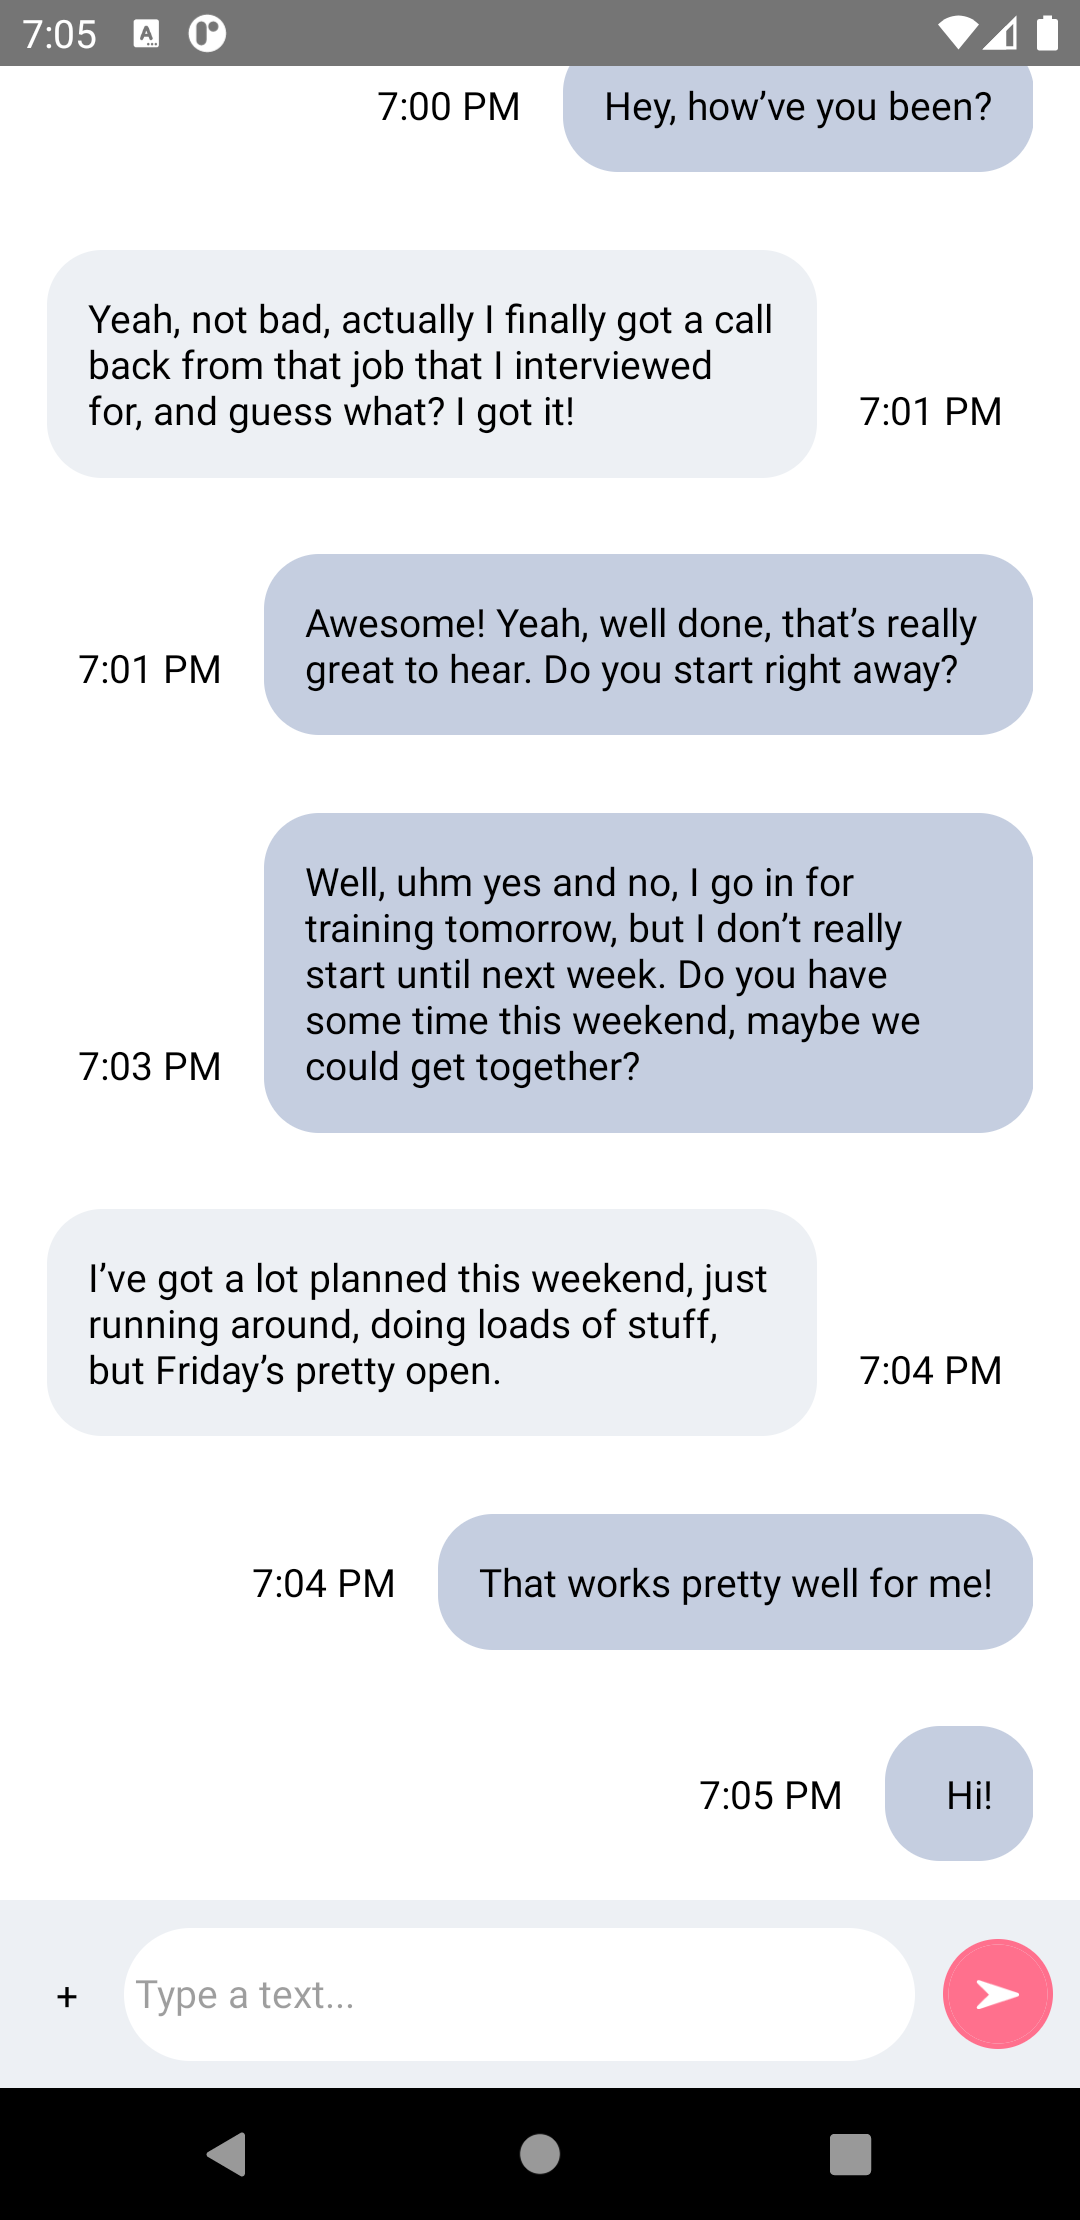 7:05
7:00 PM Hey, how’ve you been?
Yeah, not bad, actually I finally got a call
back from that job that I interviewed
for, and guess what? I got it! 7:01 PM
Awesome! Yeah, well done, that’s really
7:01 PM great to hear. Do you start right away?
Well, uhm yes and no, I go in for
training tomorrow, but I don’t really
start until next week. Do you have
some time this weekend, maybe we
7:03 PM could get together?
I’ve got a lot planned this weekend, just
running around, doing loads of stuff,
but Friday’s pretty open. 7:04 PM
7:04 PM That works pretty well for me!
7:05 PM Hi!
+ Type a text...